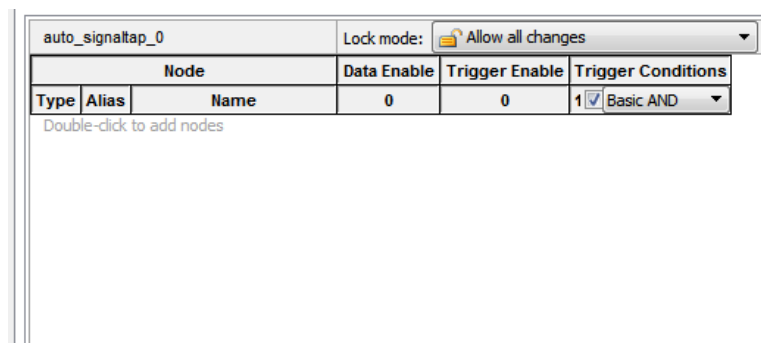 auto_signaltap_0 Lock mode: Allow all changes
Node Data Enable Trigger Enable Trigger Conditions
Type Alias Name 0 0 1 Basic AND
Double-click to add nodes